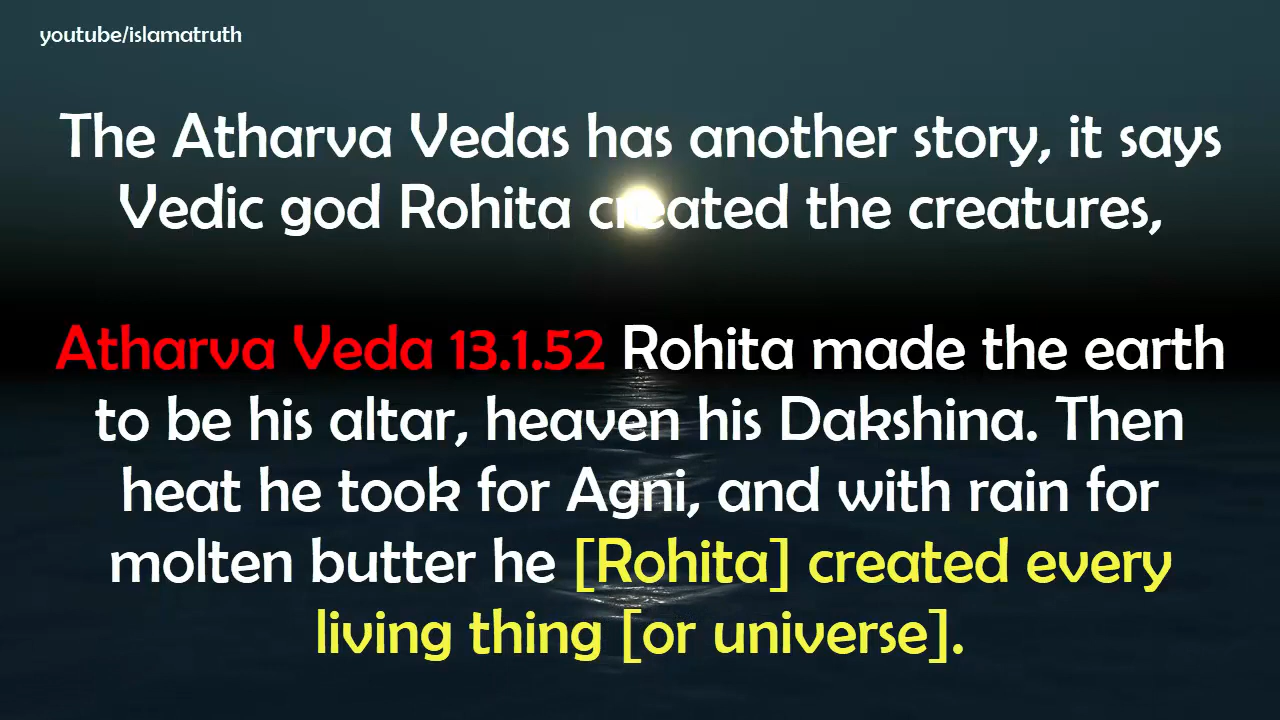 youtube/islamatruth
The Atharva Vedas has another story, it says
Vedic god Rohita created the creatures,
Atharva Veda 13.1.52 Rohita made the earth
to be his altar, heaven his Dakshina. Then
heat he took for Agni, and with rain for
molten butter he [Rohita] created every
living thing [or universe].